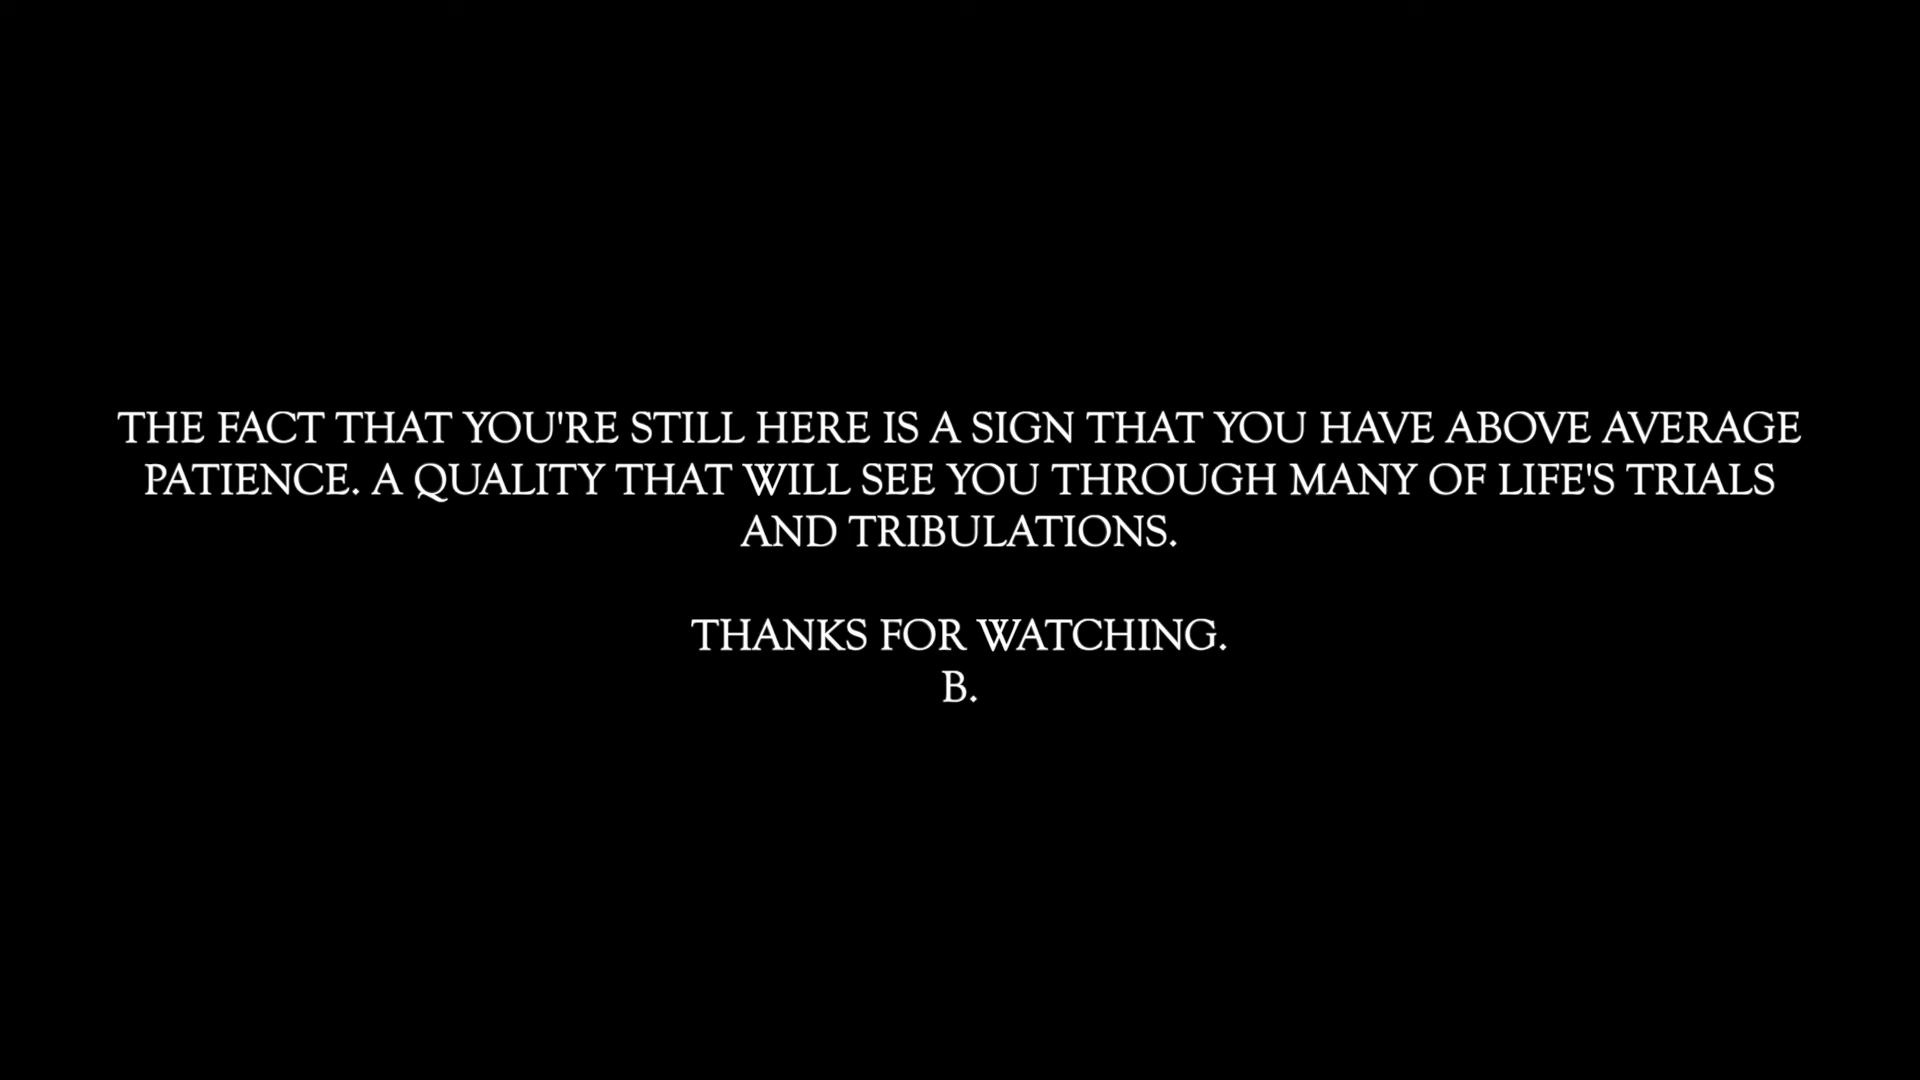 THE FACT THAT YOU'RE STILL HERE IS A SIGN THAT YOU HAVE ABOVE AVERAGE
PATIENCE. A QUALITY THAT WILL SEE YOU THROUGH MANY OF LIFE'S TRIALS
AND TRIBULATIONS.
THANKS FOR WATCHING.
B.